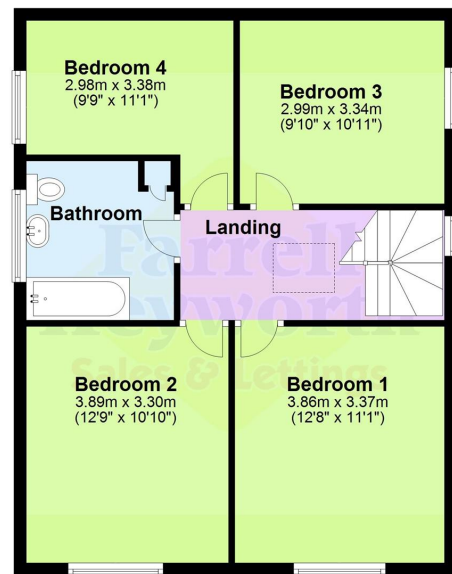 Bedroom 4
2.98m x 3.38m
(9'9" x 11'1")
Bedroom 3
2.99m x 3.34m
(9'10" x 10'11")
Bathroom
Landing
Farrell
Heyworth
Sales & Lettings
Bedroom 2
3.89m x 3.30m
(12'9" x 10'10")
Bedroom 1
3.86m x 3.37m
(12'8" x 11'1")